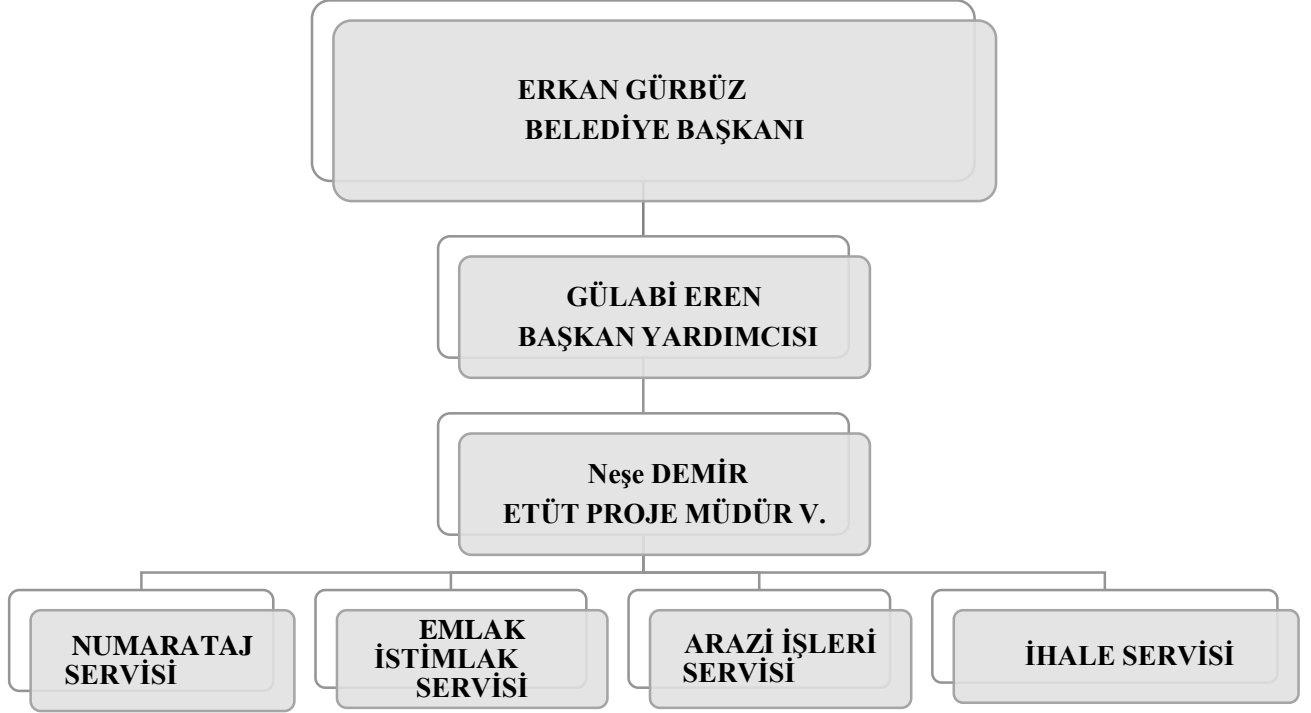 ERKAN GÜRBÜZ
BELEDİYE BAŞKANI
GÜLABİ EREN
BAŞKAN YARDIMCISI
Neşe DEMİR
ETÜT PROJE MÜDÜR V.
NUMARATAJ
SERVİSİ
EMLAK
İSTİMLAK
SERVİSİ
ARAZİ İŞLERİ
SERVİSİ
İHALE SERVİSİ